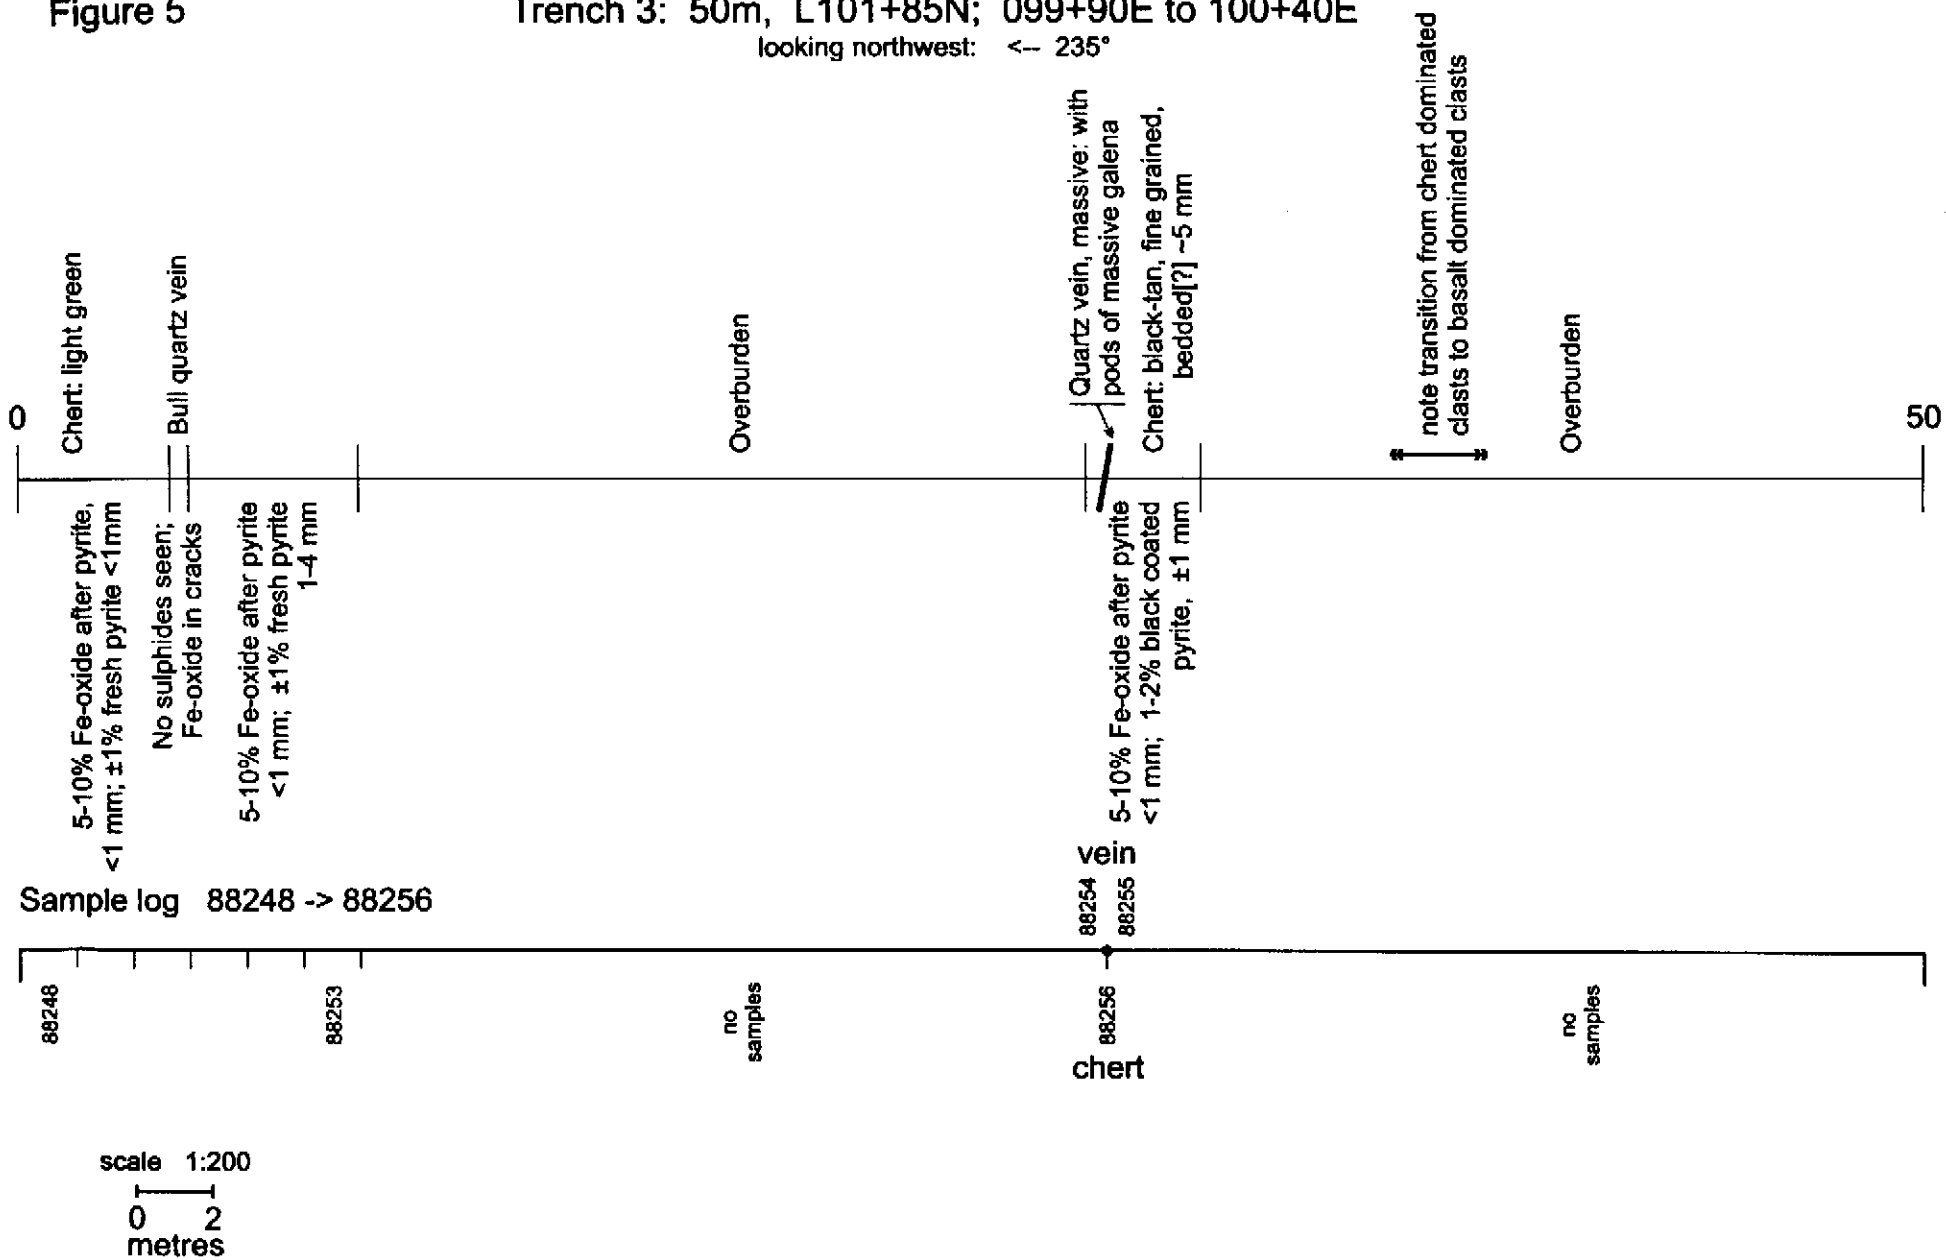 Figure 5
Trench 3: 50m, L101+85N; 099+90E to 100+40E
looking northwest: <-- 235°
0
Chert: light green
Bull quartz vein
Overburden
Quartz vein, massive: with
pods of massive galena
Chert: black-tan, fine grained,
bedded[?] ~5 mm
note transition from chert dominated
clasts to basalt dominated clasts
Overburden
50
5-10% Fe-oxide after pyrite,
<1 mm; ±1% fresh pyrite <1mm
No sulphides seen;
Fe-oxide in cracks
5-10% Fe-oxide after pyrite
<1 mm; ±1% fresh pyrite
1-4 mm
5-10% Fe-oxide after pyrite
<1 mm; 1-2% black coated
pyrite, ±1 mm
Sample log 88248 -> 88256
vein
88254
88255
88248
88253
no
samples
88256
chert
no
samples
scale 1:200
0 2
metres